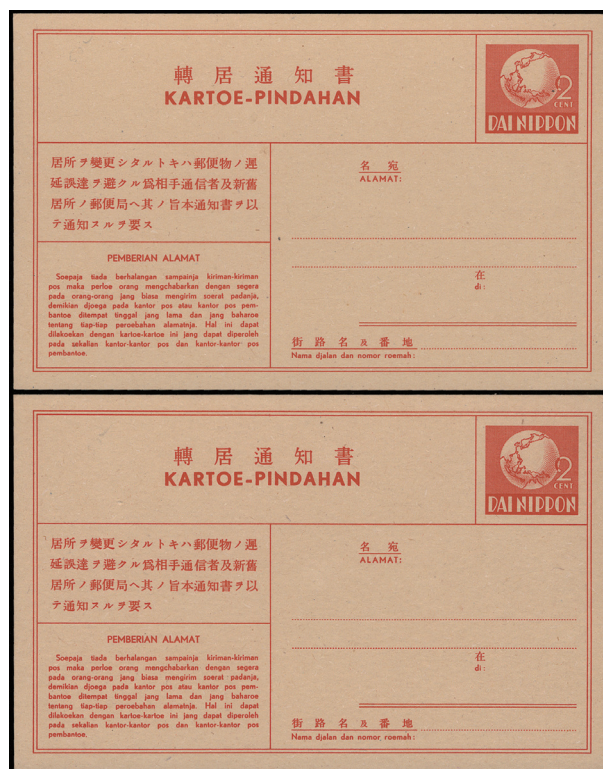 轉居通知書
KARTOE-PINDAHAN
2
CENT
DAI NIPPON
居所ヲ變更シタルトキハ郵便物ノ遲
延誤達ヲ避クル爲相手通信者及新舊
居所ノ郵便局ヘ其ノ旨本通知書ヲ以
テ通知スルヲ要ス
PEMBERIAN ALAMAT
Soepaja tiada berhalangan sampainja kiriman-kiriman
pos maka perloe orang mengchabarkan dengan segera
pada orang-orang jang biasa mengirim soerat padanja,
demikian djoega pada kantor pos atau kantor pos pem-
bantoe ditempat tinggal jang lama dan jang baharoe
tentang tiap-tiap peroebahan alamatnja. Hal ini dapat
dilakoekan dengan kartoe-kartoe ini jang dapat diperoleh
pada sekalian kantor-kantor pos dan kantor-kantor pos
pembantoe.
名宛
ALAMAT:
在
di:
街路名及番地
Nama djalan dan nomor roemah:
轉居通知書
KARTOE-PINDAHAN
2
CENT
DAI NIPPON
居所ヲ變更シタルトキハ郵便物ノ遲
延誤達ヲ避クル爲相手通信者及新舊
居所ノ郵便局ヘ其ノ旨本通知書ヲ以
テ通知スルヲ要ス
PEMBERIAN ALAMAT
Soepaja tiada berhalangan sampainja kiriman-kiriman
pos maka perloe orang mengchabarkan dengan segera
pada orang-orang jang biasa mengirim soerat padanja,
demikian djoega pada kantor pos atau kantor pos pem-
bantoe ditempat tinggal jang lama dan jang baharoe
tentang tiap-tiap peroebahan alamatnja. Hal ini dapat
dilakoekan dengan kartoe-kartoe ini jang dapat diperoleh
pada sekalian kantor-kantor pos dan kantor-kantor pos
pembantoe.
名宛
ALAMAT:
在
di:
街路名及番地
Nama djalan dan nomor roemah: